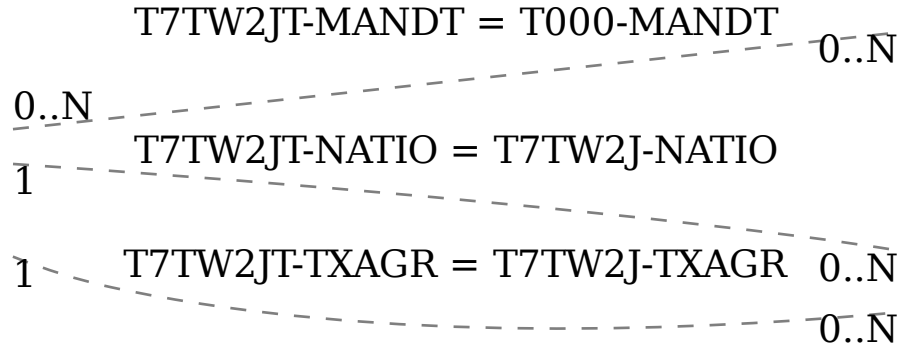 T7TW2JT-MANDT = T000-MANDT
0..N
0..N
T7TW2JT-NATIO = T7TW2J-NATIO
1
T7TW2JT-TXAGR = T7TW2J-TXAGR
0..N
1
0..N